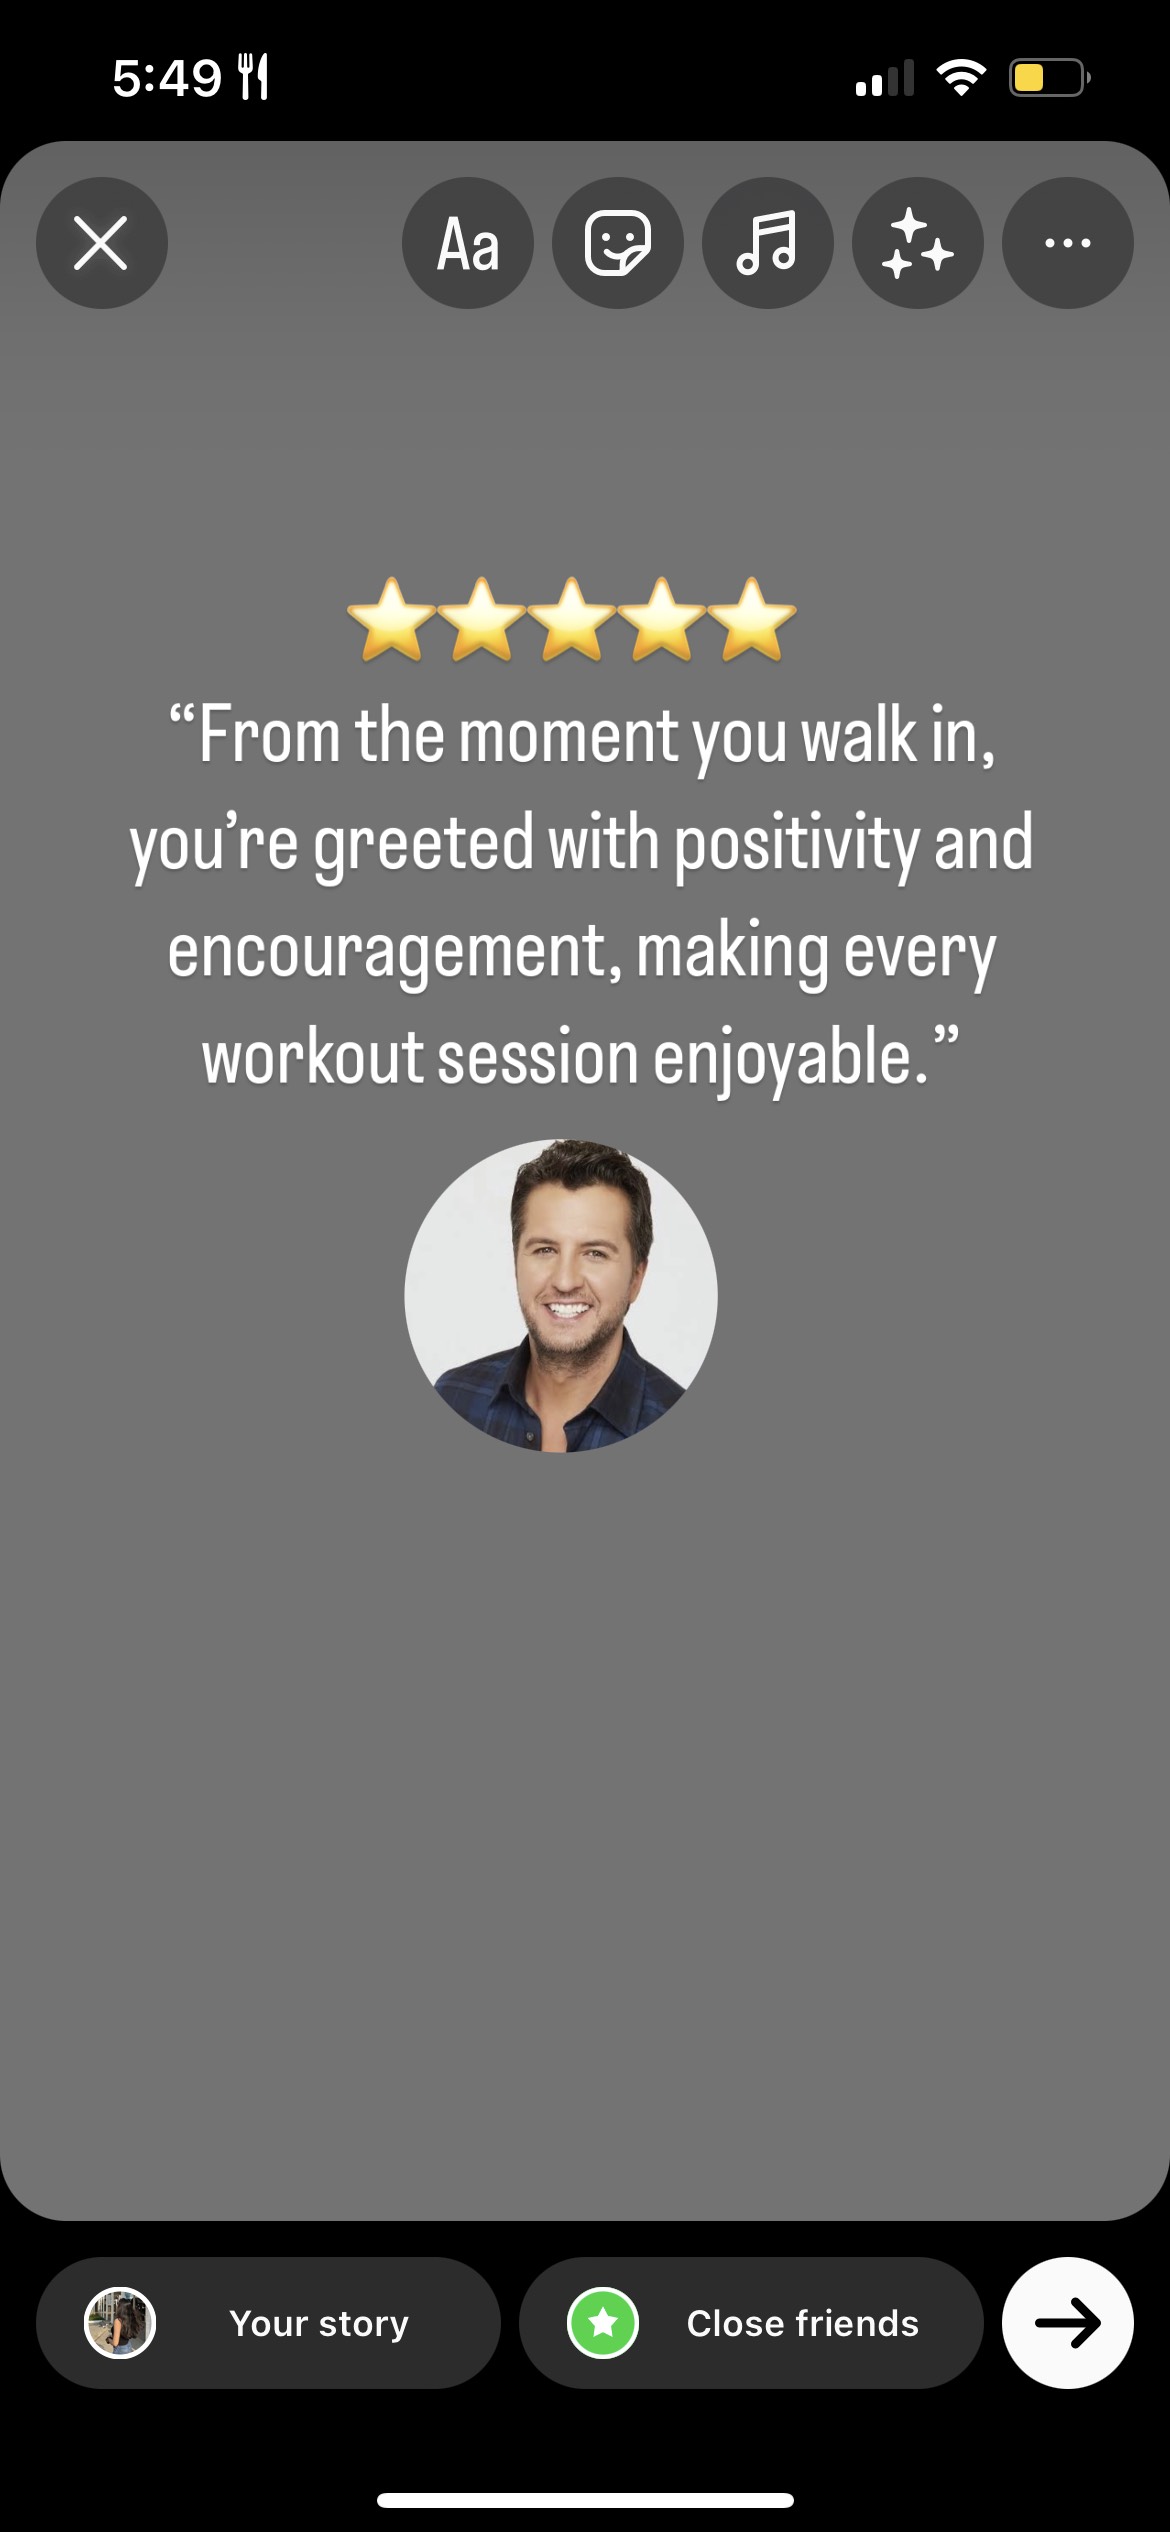 5:49
Aa
⭐⭐⭐⭐⭐
“From the moment you walk in,
you’re greeted with positivity and
encouragement, making every
workout session enjoyable.”
Your story
Close friends